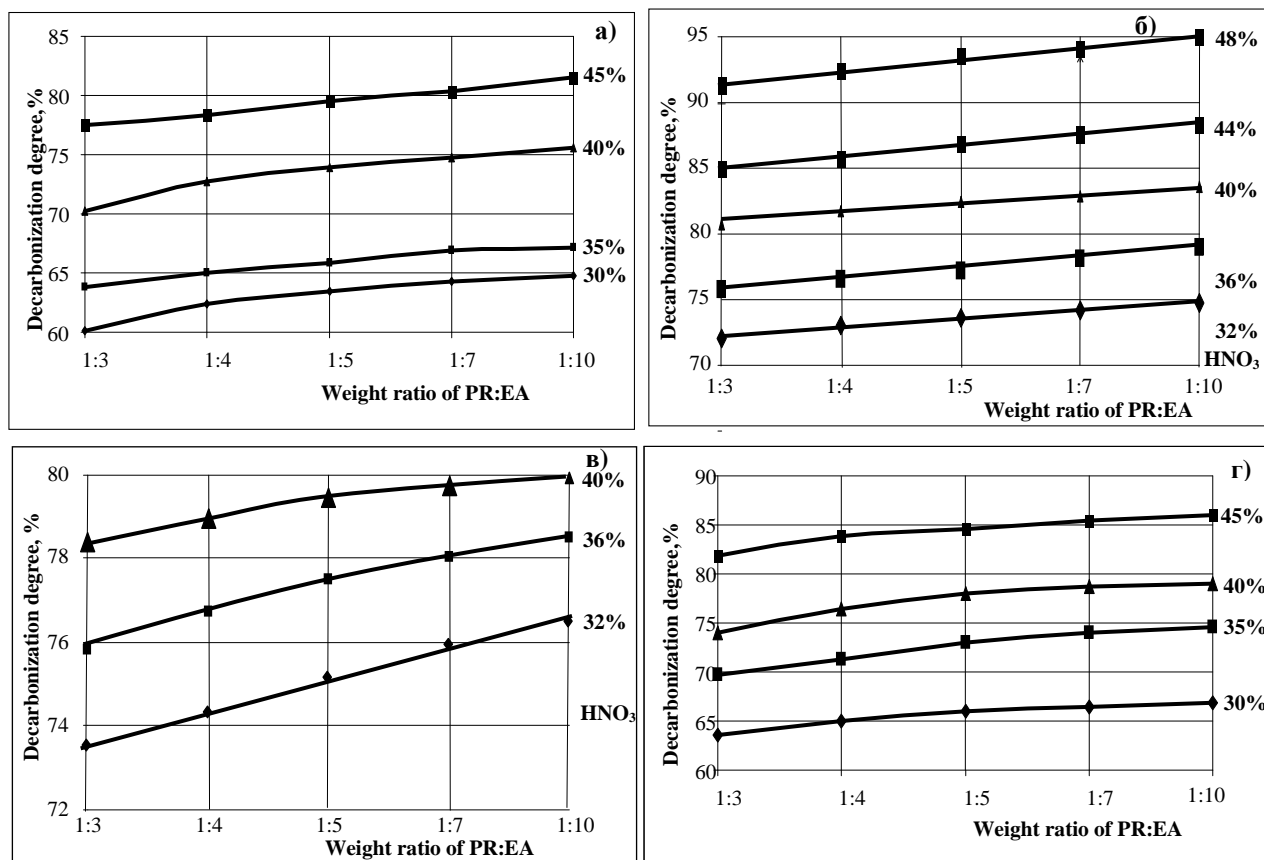 а)
Decarbonization degree,%
85
80
75
70
65
60
45%
40%
35%
30%
1:3 1:4 1:5 1:7 1:10
Weight ratio of PR:EA
б)
Decarbonization degree,%
95
90
85
80
75
70
48%
44%
40%
36%
32%
HNO₃
1:3 1:4 1:5 1:7 1:10
Weight ratio of PR:EA
в)
Decarbonization degree, %
80
78
76
74
72
40%
36%
32%
HNO₃
1:3 1:4 1:5 1:7 1:10
Weight ratio of PR:EA
г)
Decarbonization degree,%
90
85
80
75
70
65
60
45%
40%
35%
30%
1:3 1:4 1:5 1:7 1:10
Weight ratio of PR:EA